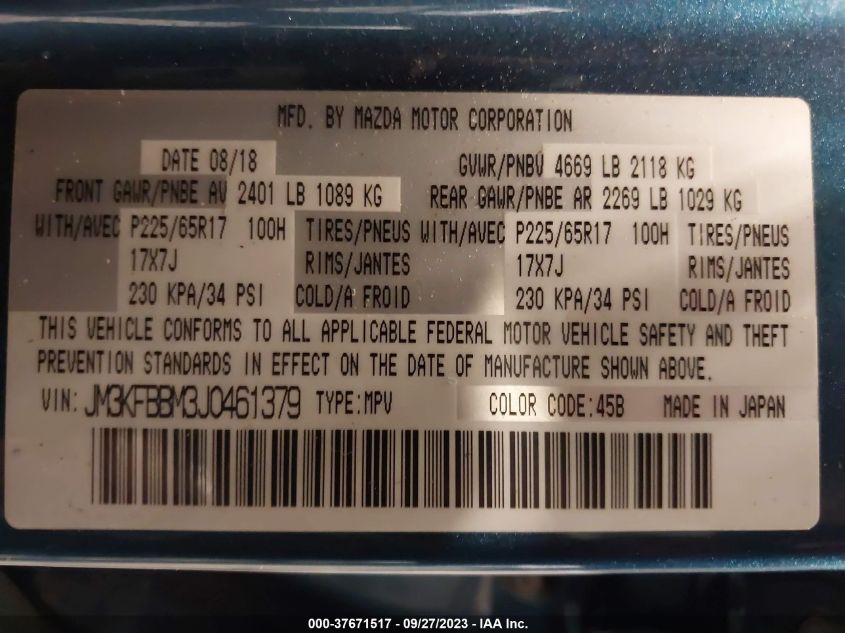 MFD. BY MAZDA MOTOR CORPORATION
DATE 08/18 GVWR/PNBV 4669 LB 2118 KG
FRONT GAWR/PNBE AV 2401 LB 1089 KG REAR GAWR/PNBE AR 2269 LB 1029 KG
WITH/AVEC P225/65R17 100H TIRES/PNEUS WITH/AVEC P225/65R17 100H TIRES/PNEUS
17X7J RIMS/JANTES 17X7J RIMS/JANTES
230 KPA/34 PSI COLD/A FROID 230 KPA/34 PSI COLD/A FROID
THIS VEHICLE CONFORMS TO ALL APPLICABLE FEDERAL MOTOR VEHICLE SAFETY AND THEFT
PREVENTION STANDARDS IN EFFECT ON THE DATE OF MANUFACTURE SHOWN ABOVE.
VIN: JM3KFBBM3J0461379 TYPE:MPV COLOR CODE:45B MADE IN JAPAN
000-37671517 - 09/27/2023 - IAA Inc.